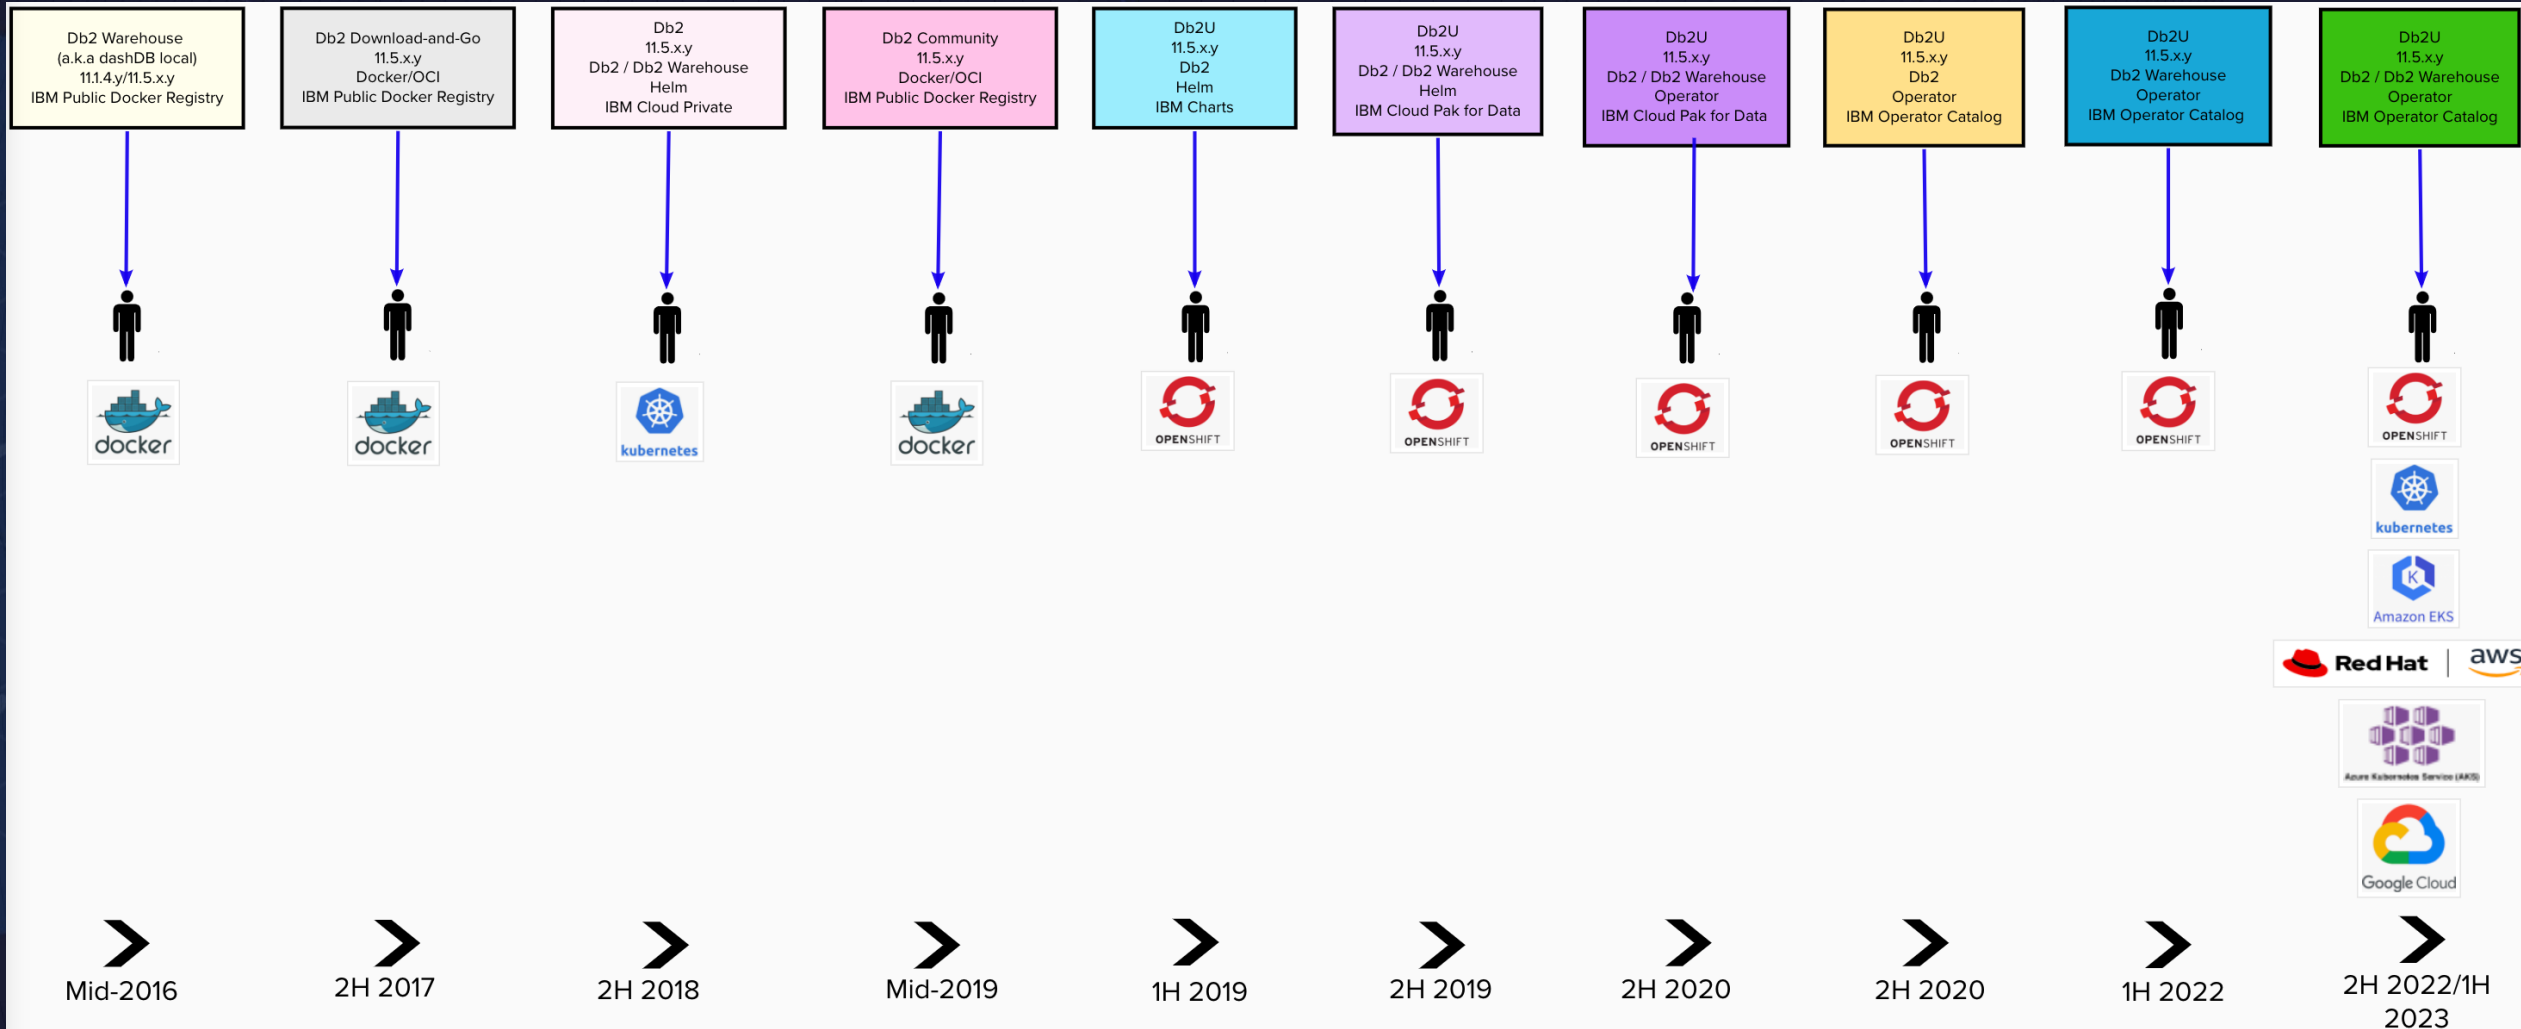 Db2 Warehouse
(a.k.a dashDB local)
11.1.4.y/11.5.x.y
IBM Public Docker Registry
Db2 Download-and-Go
11.5.x.y
Docker/OCI
IBM Public Docker Registry
Db2
11.5.x.y
Db2 / Db2 Warehouse
Helm
IBM Cloud Private
Db2 Community
11.5.x.y
Docker/OCI
IBM Public Docker Registry
Db2U
11.5.x.y
Db2
Helm
IBM Charts
Db2U
11.5.x.y
Db2 / Db2 Warehouse
Helm
IBM Cloud Pak for Data
Db2U
11.5.x.y
Db2 / Db2 Warehouse
Operator
IBM Cloud Pak for Data
Db2U
11.5.x.y
Db2
Operator
IBM Operator Catalog
Db2U
11.5.x.y
Db2 Warehouse
Operator
IBM Operator Catalog
Db2U
11.5.x.y
Db2 / Db2 Warehouse
Operator
IBM Operator Catalog
docker
docker
kubernetes
docker
OPENSHIFT
OPENSHIFT
OPENSHIFT
OPENSHIFT
OPENSHIFT
OPENSHIFT
kubernetes
K
Amazon EKS
Red Hat | aws
Azure Kubernetes Service (AKS)
Google Cloud
Mid-2016
2H 2017
2H 2018
Mid-2019
1H 2019
2H 2019
2H 2020
2H 2020
1H 2022
2H 2022/1H
2023